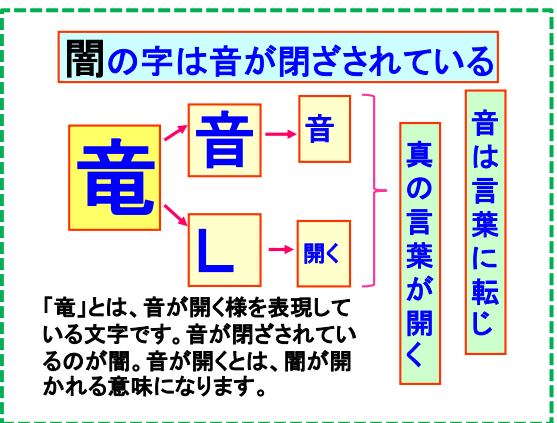 闇の字は音が閉ざされている
竜
音
音
L
開く
真の言葉が開く
音は言葉に転じ
「竜」とは、音が開く様を表現して
いる文字です。音が閉ざされてい
るのが闇。音が開くとは、闇が開
かれる意味になります。